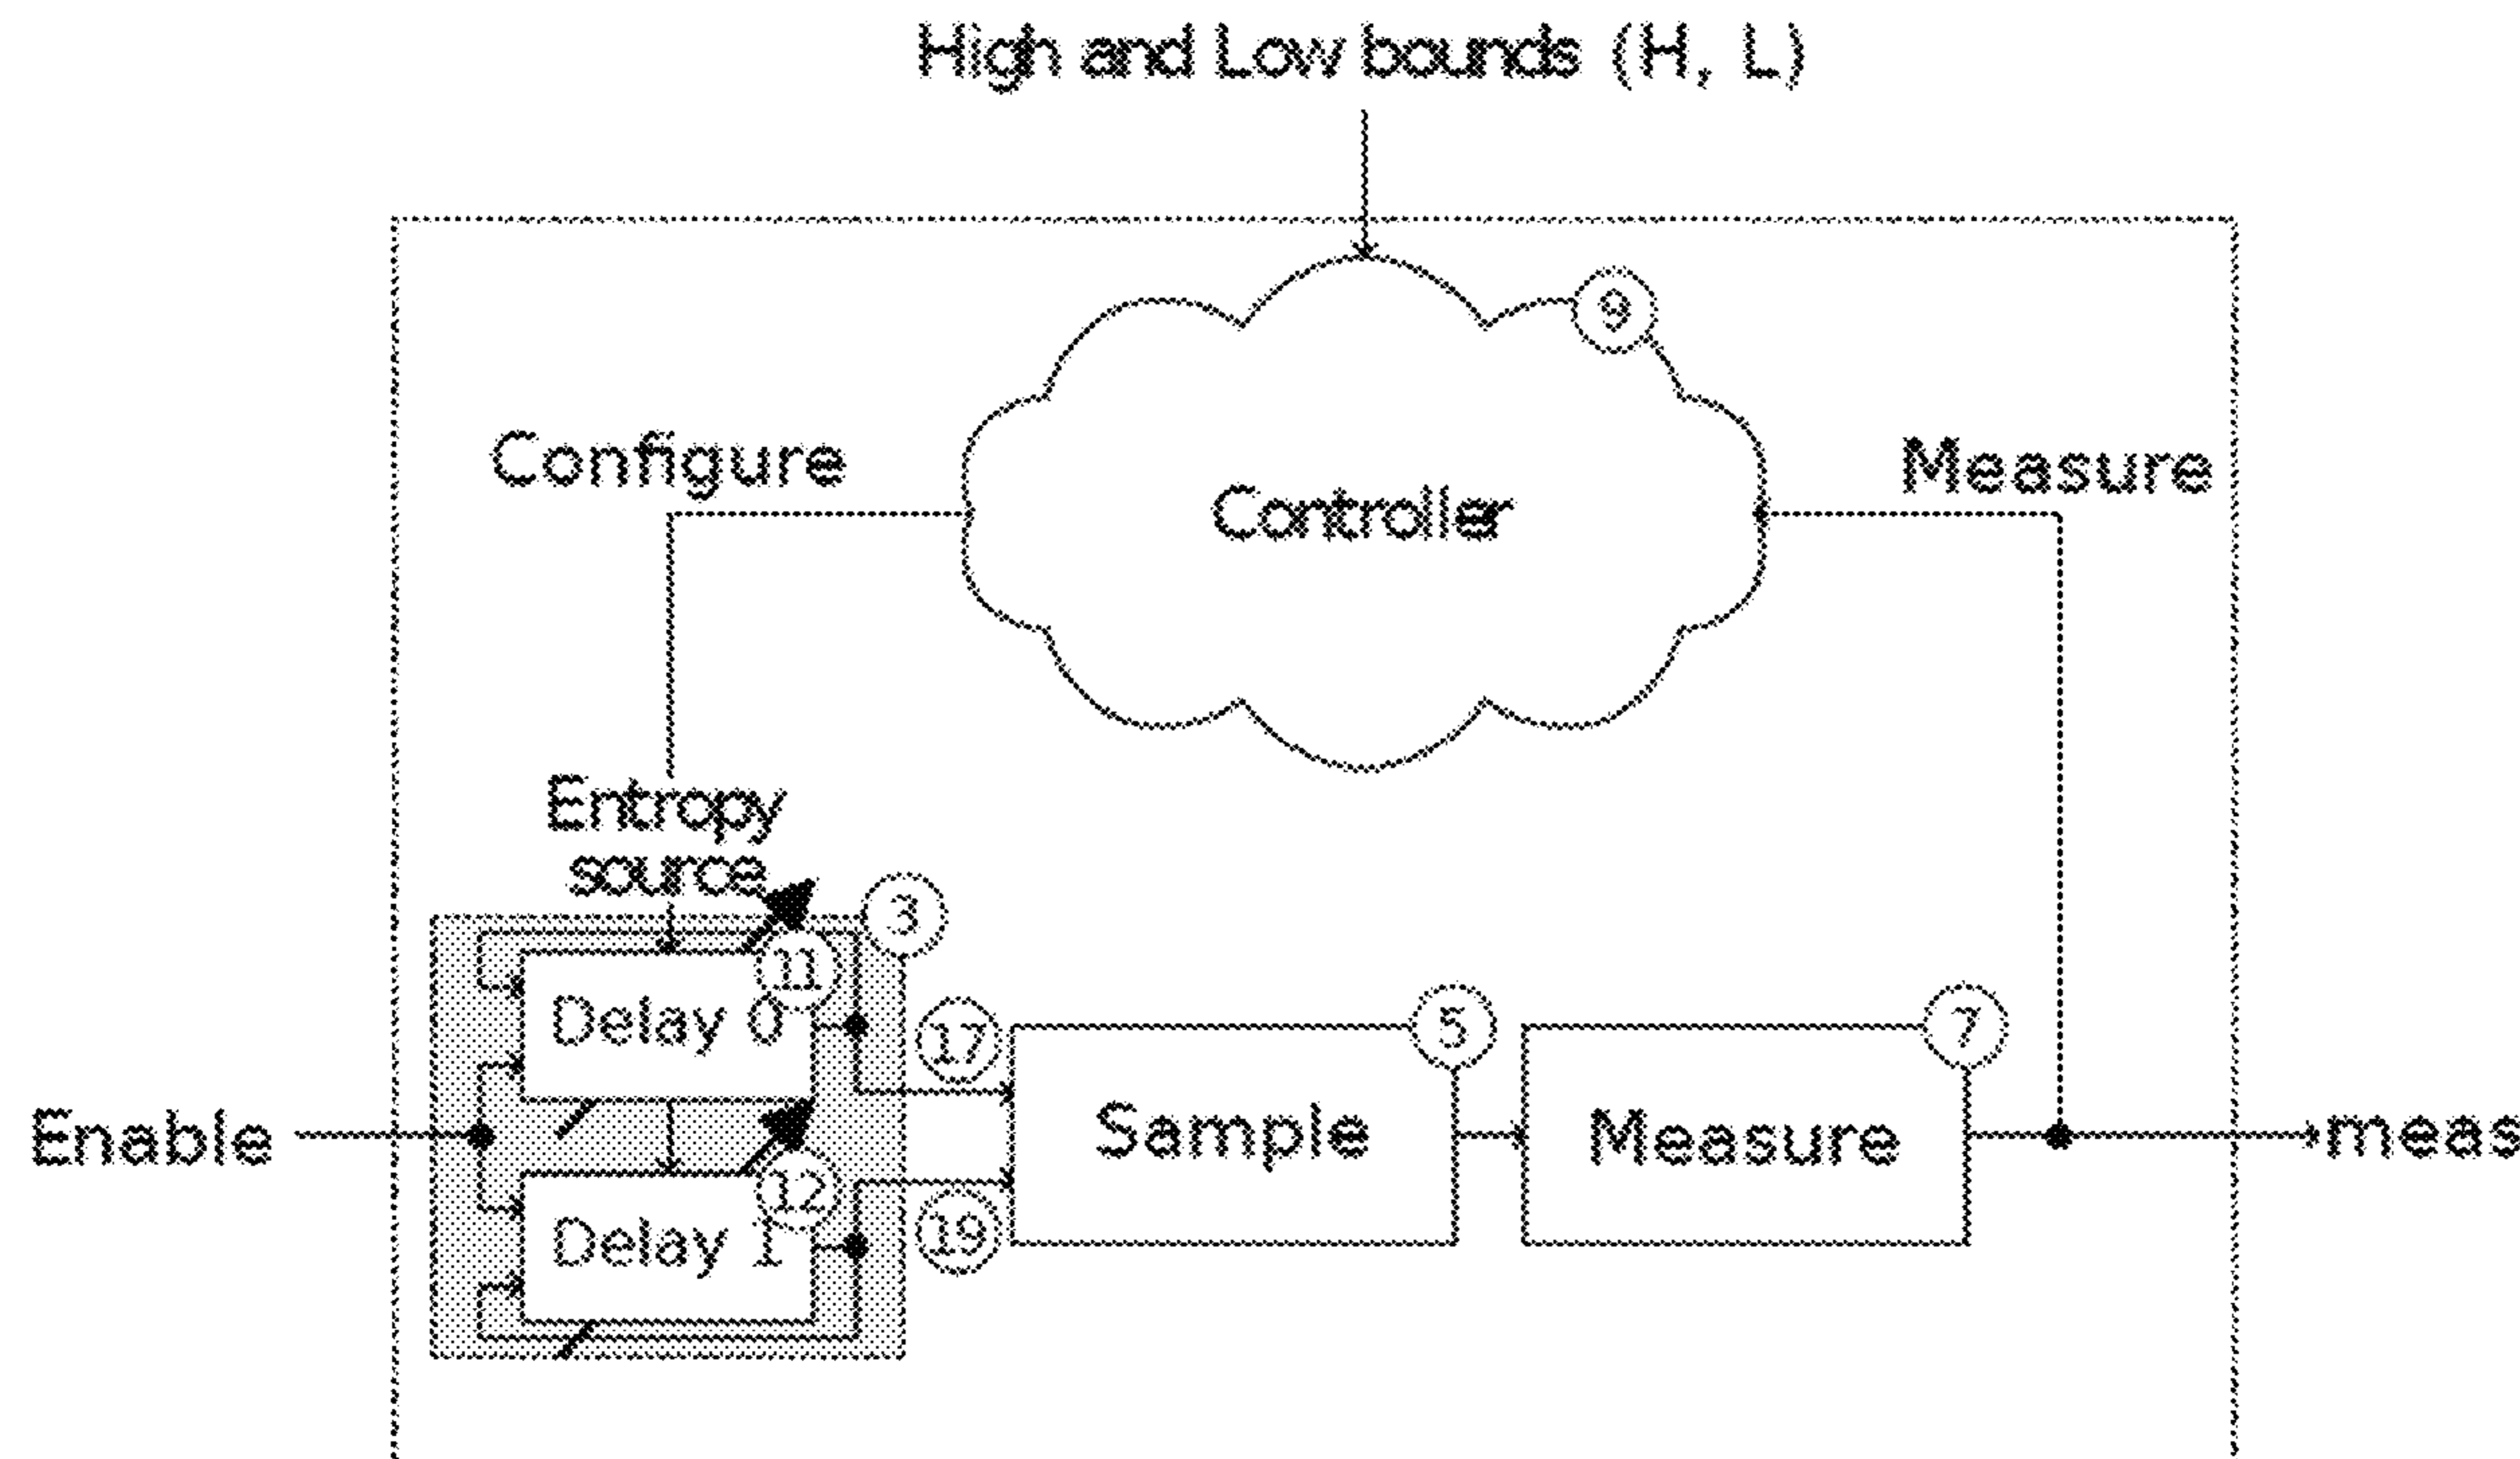 High and Low bounds (H, L)
9
Configure
Controller
Measure
Entropy
source
3
11
Delay 0
17
5
7
Enable
Sample
Measure
meas
12
Delay 1
19